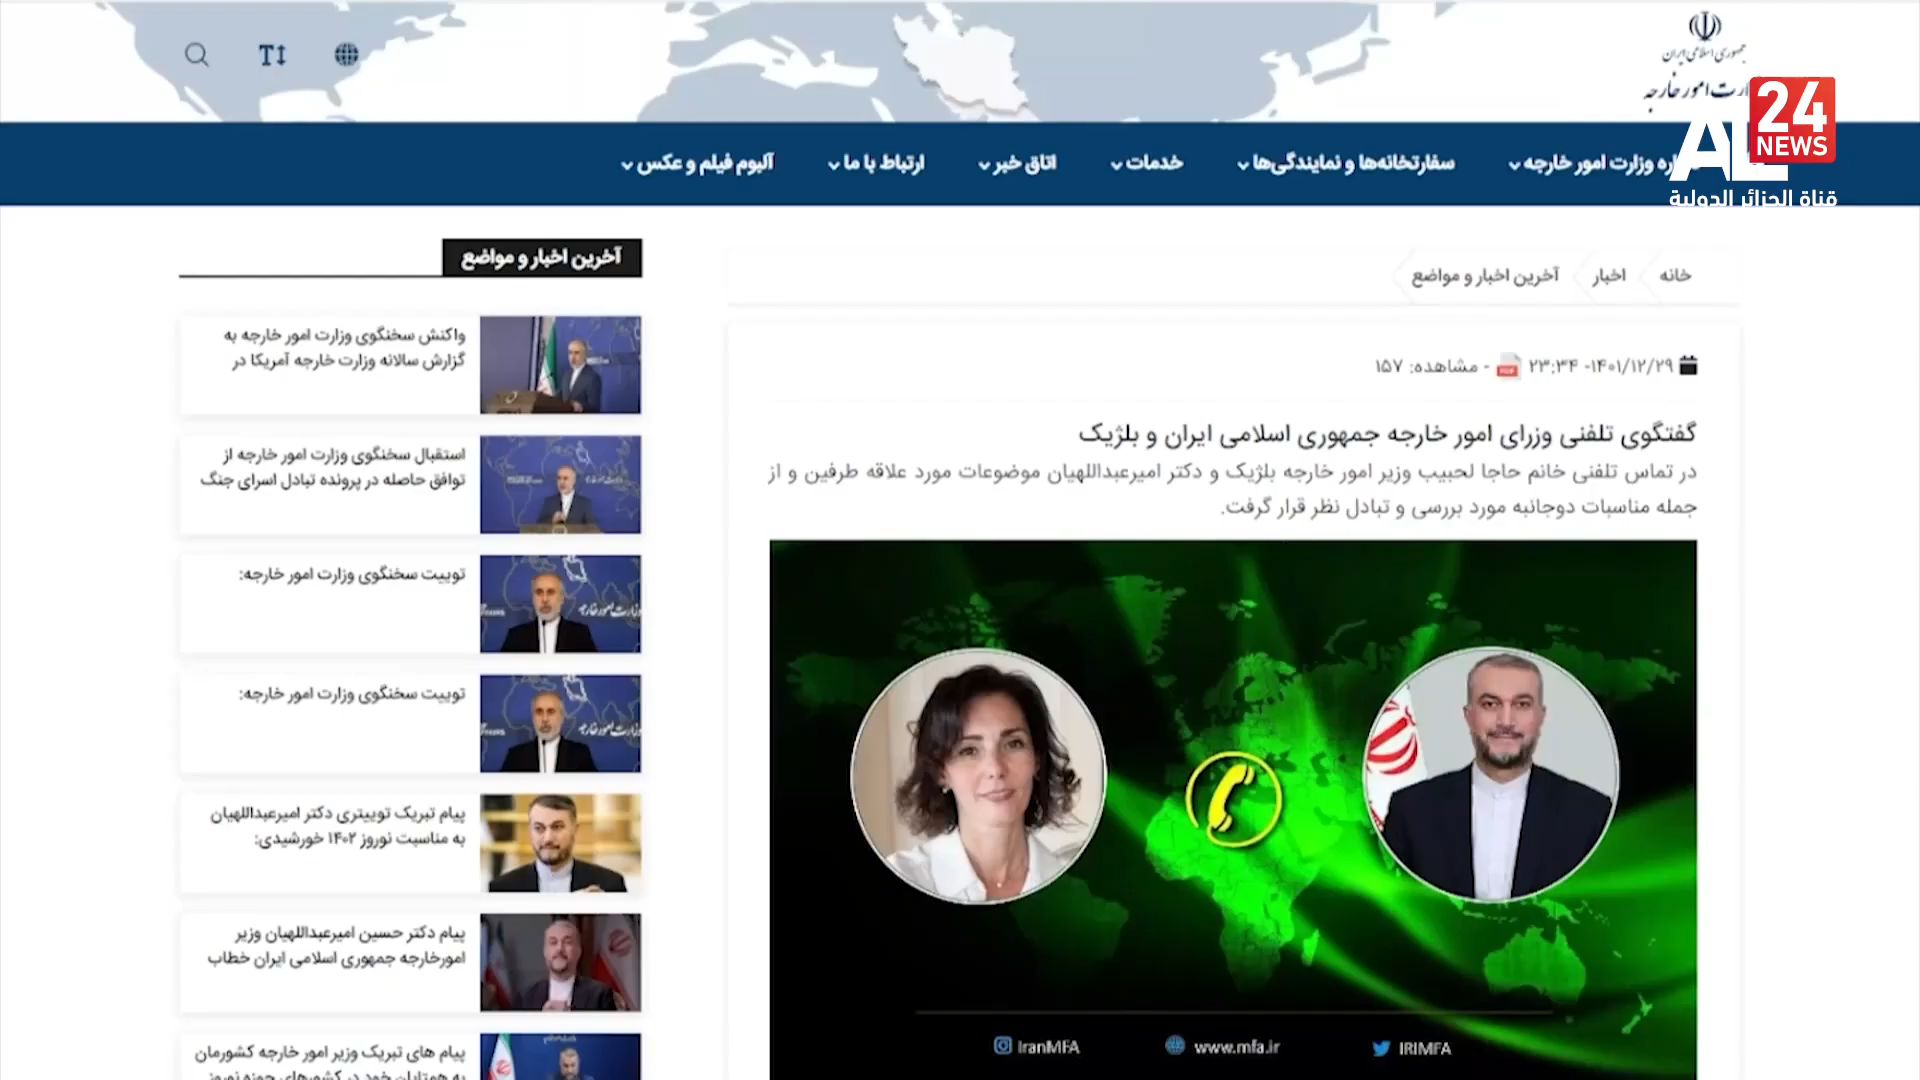 جمهوری اسلامی ایران
24
NEWS
AL
قناة الجزائر الدولية
وزارت امور خارجه
سفارتخانه‌ها و نمایندگی‌ها
خدمات
اتاق خبر
ارتباط با ما
آلبوم فیلم و عکس
خانه
اخبار
آخرین اخبار و مواضع
۱۴۰۱/۱۲/۲۹- ۲۳:۳۴ - مشاهده: ۱۵۷
گفتگوی تلفنی وزرای امور خارجه جمهوری اسلامی ایران و بلژیک
در تماس تلفنی خانم حاجا لحبیب وزیر امور خارجه بلژیک و دکتر امیرعبداللهیان موضوعات مورد علاقه طرفین و از
جمله مناسبات دوجانبه مورد بررسی و تبادل نظر قرار گرفت.
IranMFA
www.mfa.ir
IRIMFA
آخرین اخبار و مواضع
واکنش سخنگوی وزارت امور خارجه به
گزارش سالانه وزارت خارجه آمریکا در
استقبال سخنگوی وزارت امور خارجه از
توافق حاصله در پرونده تبادل اسرای جنگ
توییت سخنگوی وزارت امور خارجه:
توییت سخنگوی وزارت امور خارجه:
پیام تبریک توییتری دکتر امیرعبداللهیان
به مناسبت نوروز ۱۴۰۲ خورشیدی:
پیام دکتر حسین امیرعبداللهیان وزیر
امورخارجه جمهوری اسلامی ایران خطاب
پیام های تبریک وزیر امور خارجه کشورمان
به همتایان خود در کشورهای حوزه نوروز